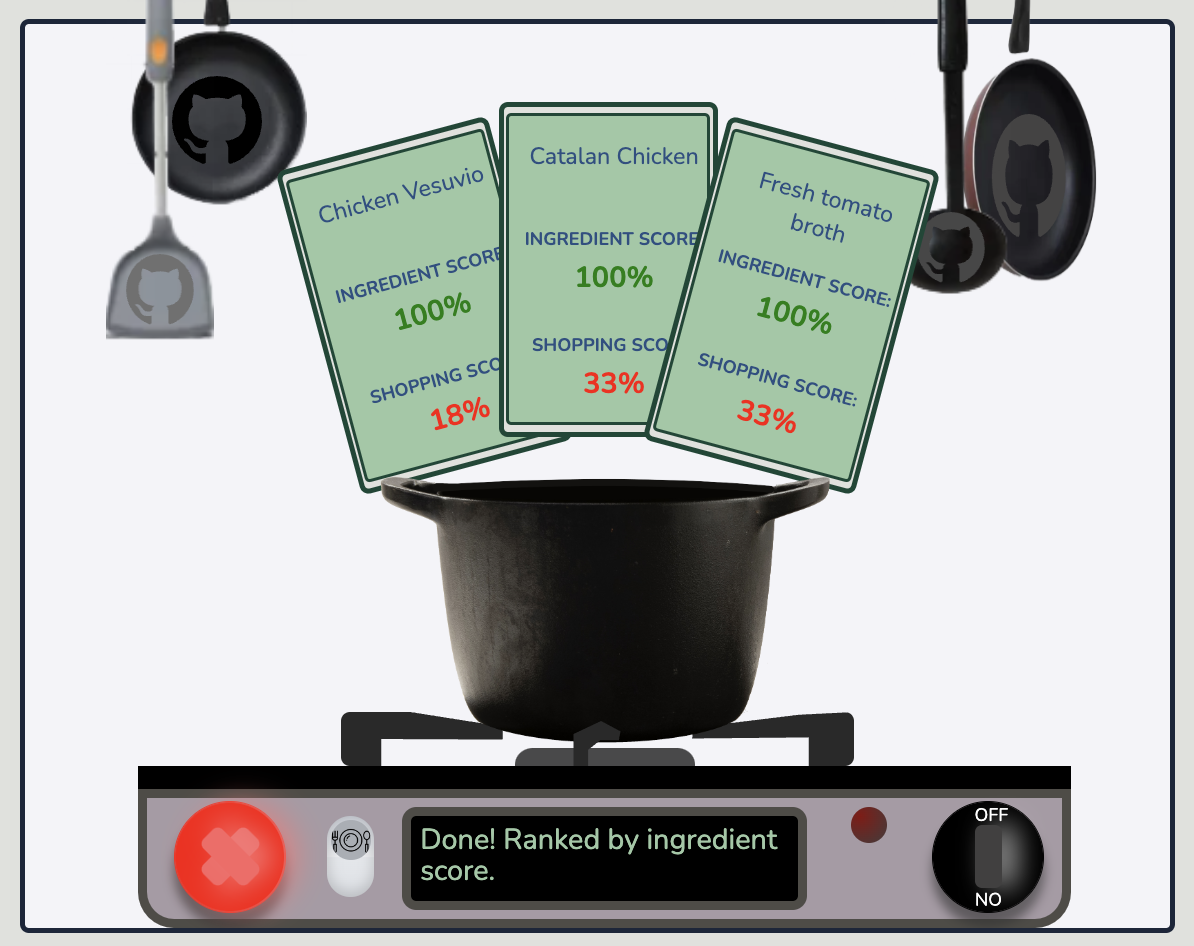 Chicken Vesuvio
INGREDIENT SCORE
100%
SHOPPING SCO
18%
Catalan Chicken
INGREDIENT SCORE
100%
SHOPPING SCO
33%
Fresh tomato
broth
INGREDIENT SCORE:
100%
SHOPPING SCORE:
33%
Done! Ranked by ingredient
score.
OFF
NO